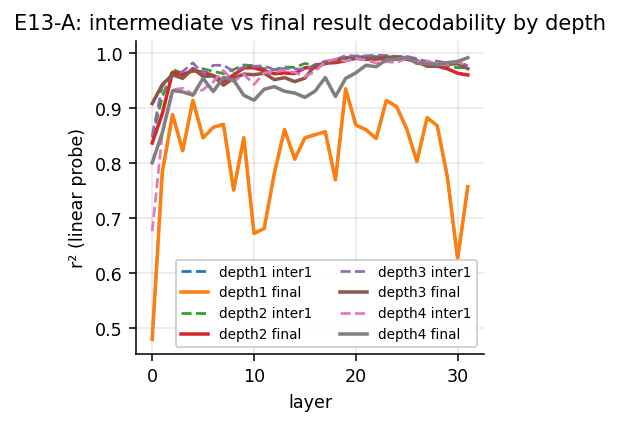 E13-A: intermediate vs final result decodability by depth
r² (linear probe)
1.0
0.9
0.8
0.7
0.6
0.5
depth1 inter1
depth1 final
depth2 inter1
depth2 final
depth3 inter1
depth3 final
depth4 inter1
depth4 final
0 10 20 30
layer